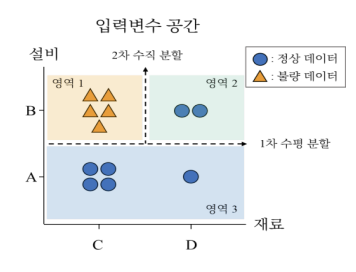 입력변수 공간
설비
2차 수직 분할
: 정상 데이터
: 불량 데이터
영역 1
영역 2
B
1차 수평 분할
A
영역 3
재료
C
D